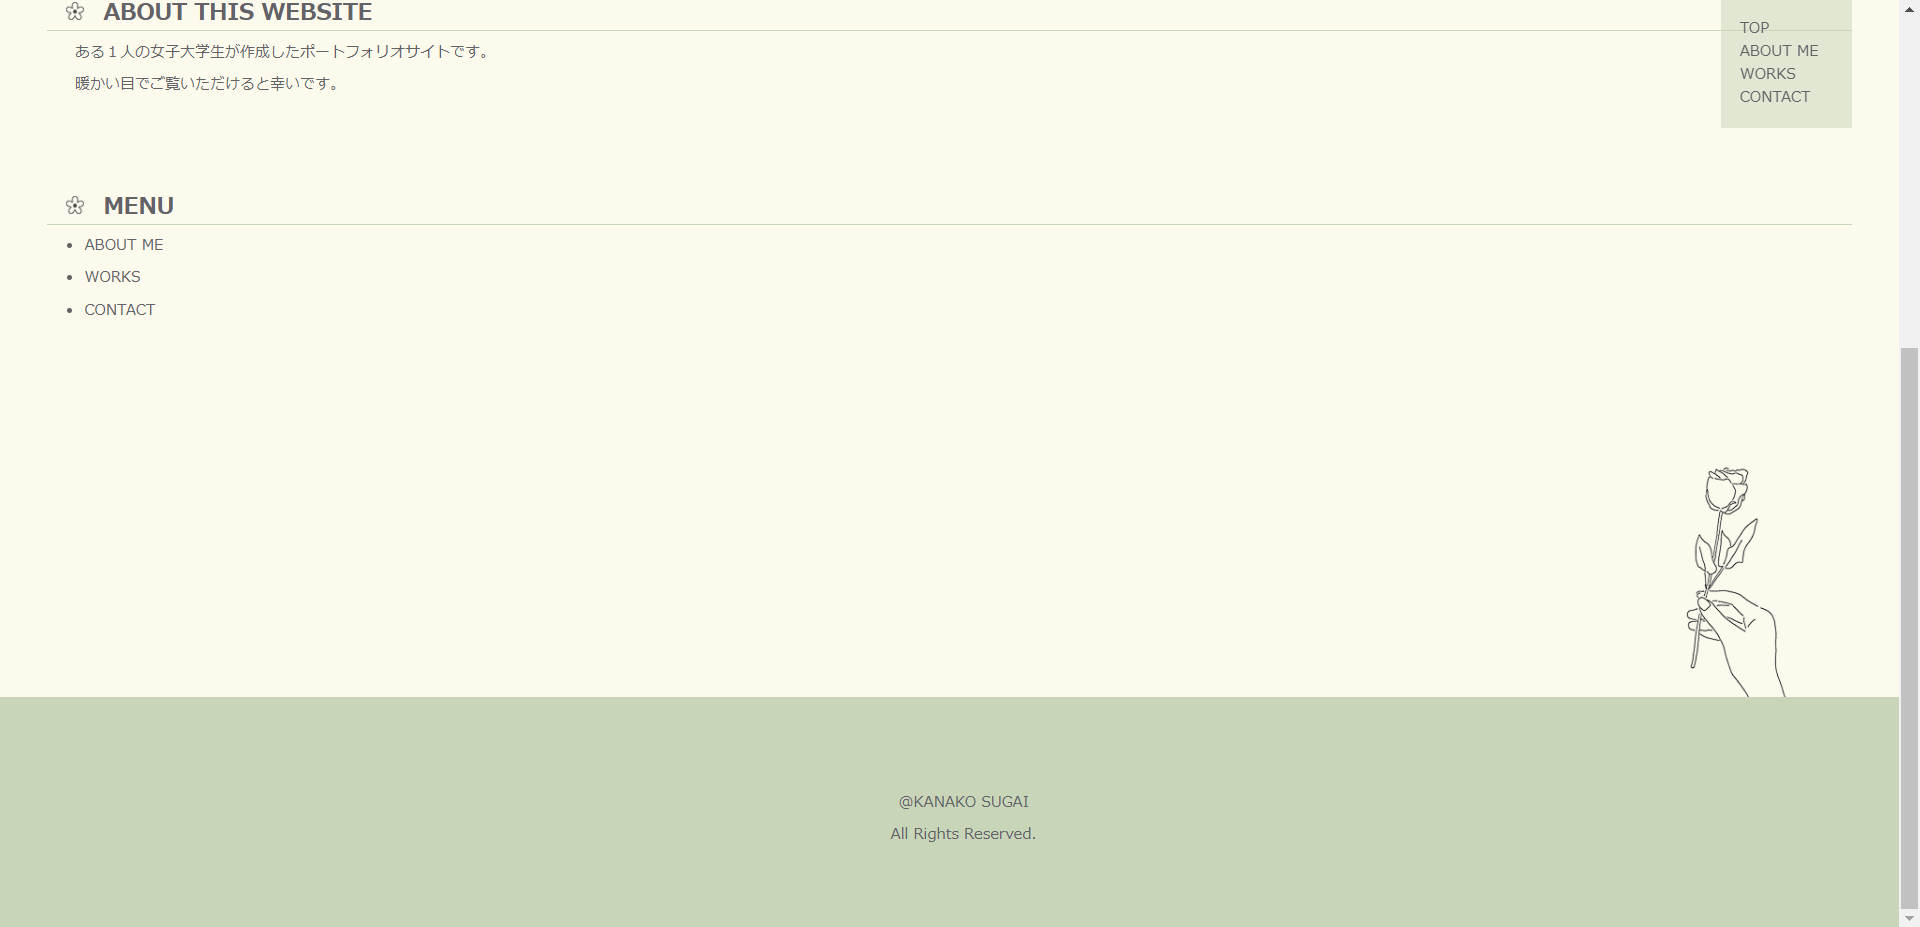 ABOUT THIS WEBSITE
ある１人の女子大学生が作成したポートフォリオサイトです。
暖かい目でご覧いただけると幸いです。
TOP
ABOUT ME
WORKS
CONTACT
MENU
ABOUT ME
WORKS
CONTACT
@KANAKO SUGAI
All Rights Reserved.